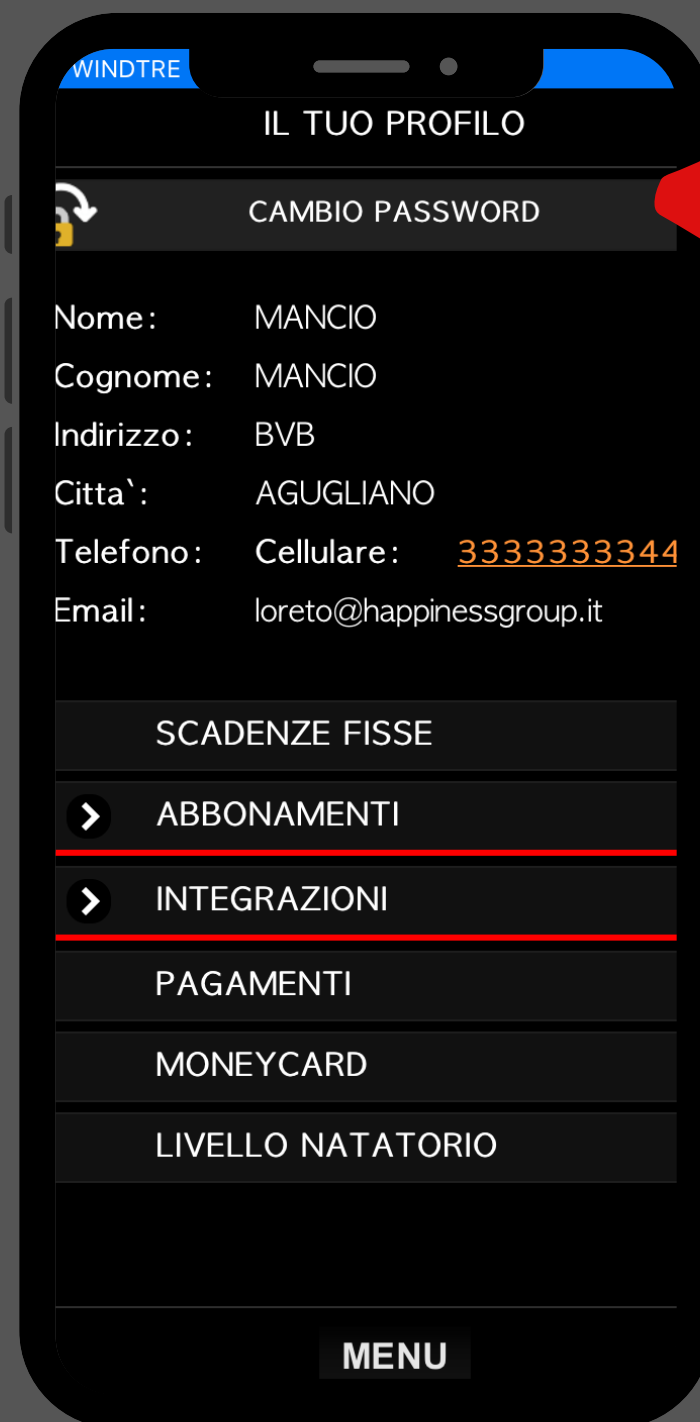 WINDTRE
IL TUO PROFILO
CAMBIO PASSWORD
Nome: MANCIO
Cognome: MANCIO
Indirizzo: BVB
Citta`: AGUGLIANO
Telefono: Cellulare: 3333333344
Email: loreto@happinessgroup.it
SCADENZE FISSE
ABBONAMENTI
INTEGRAZIONI
PAGAMENTI
MONEYCARD
LIVELLO NATATORIO
MENU